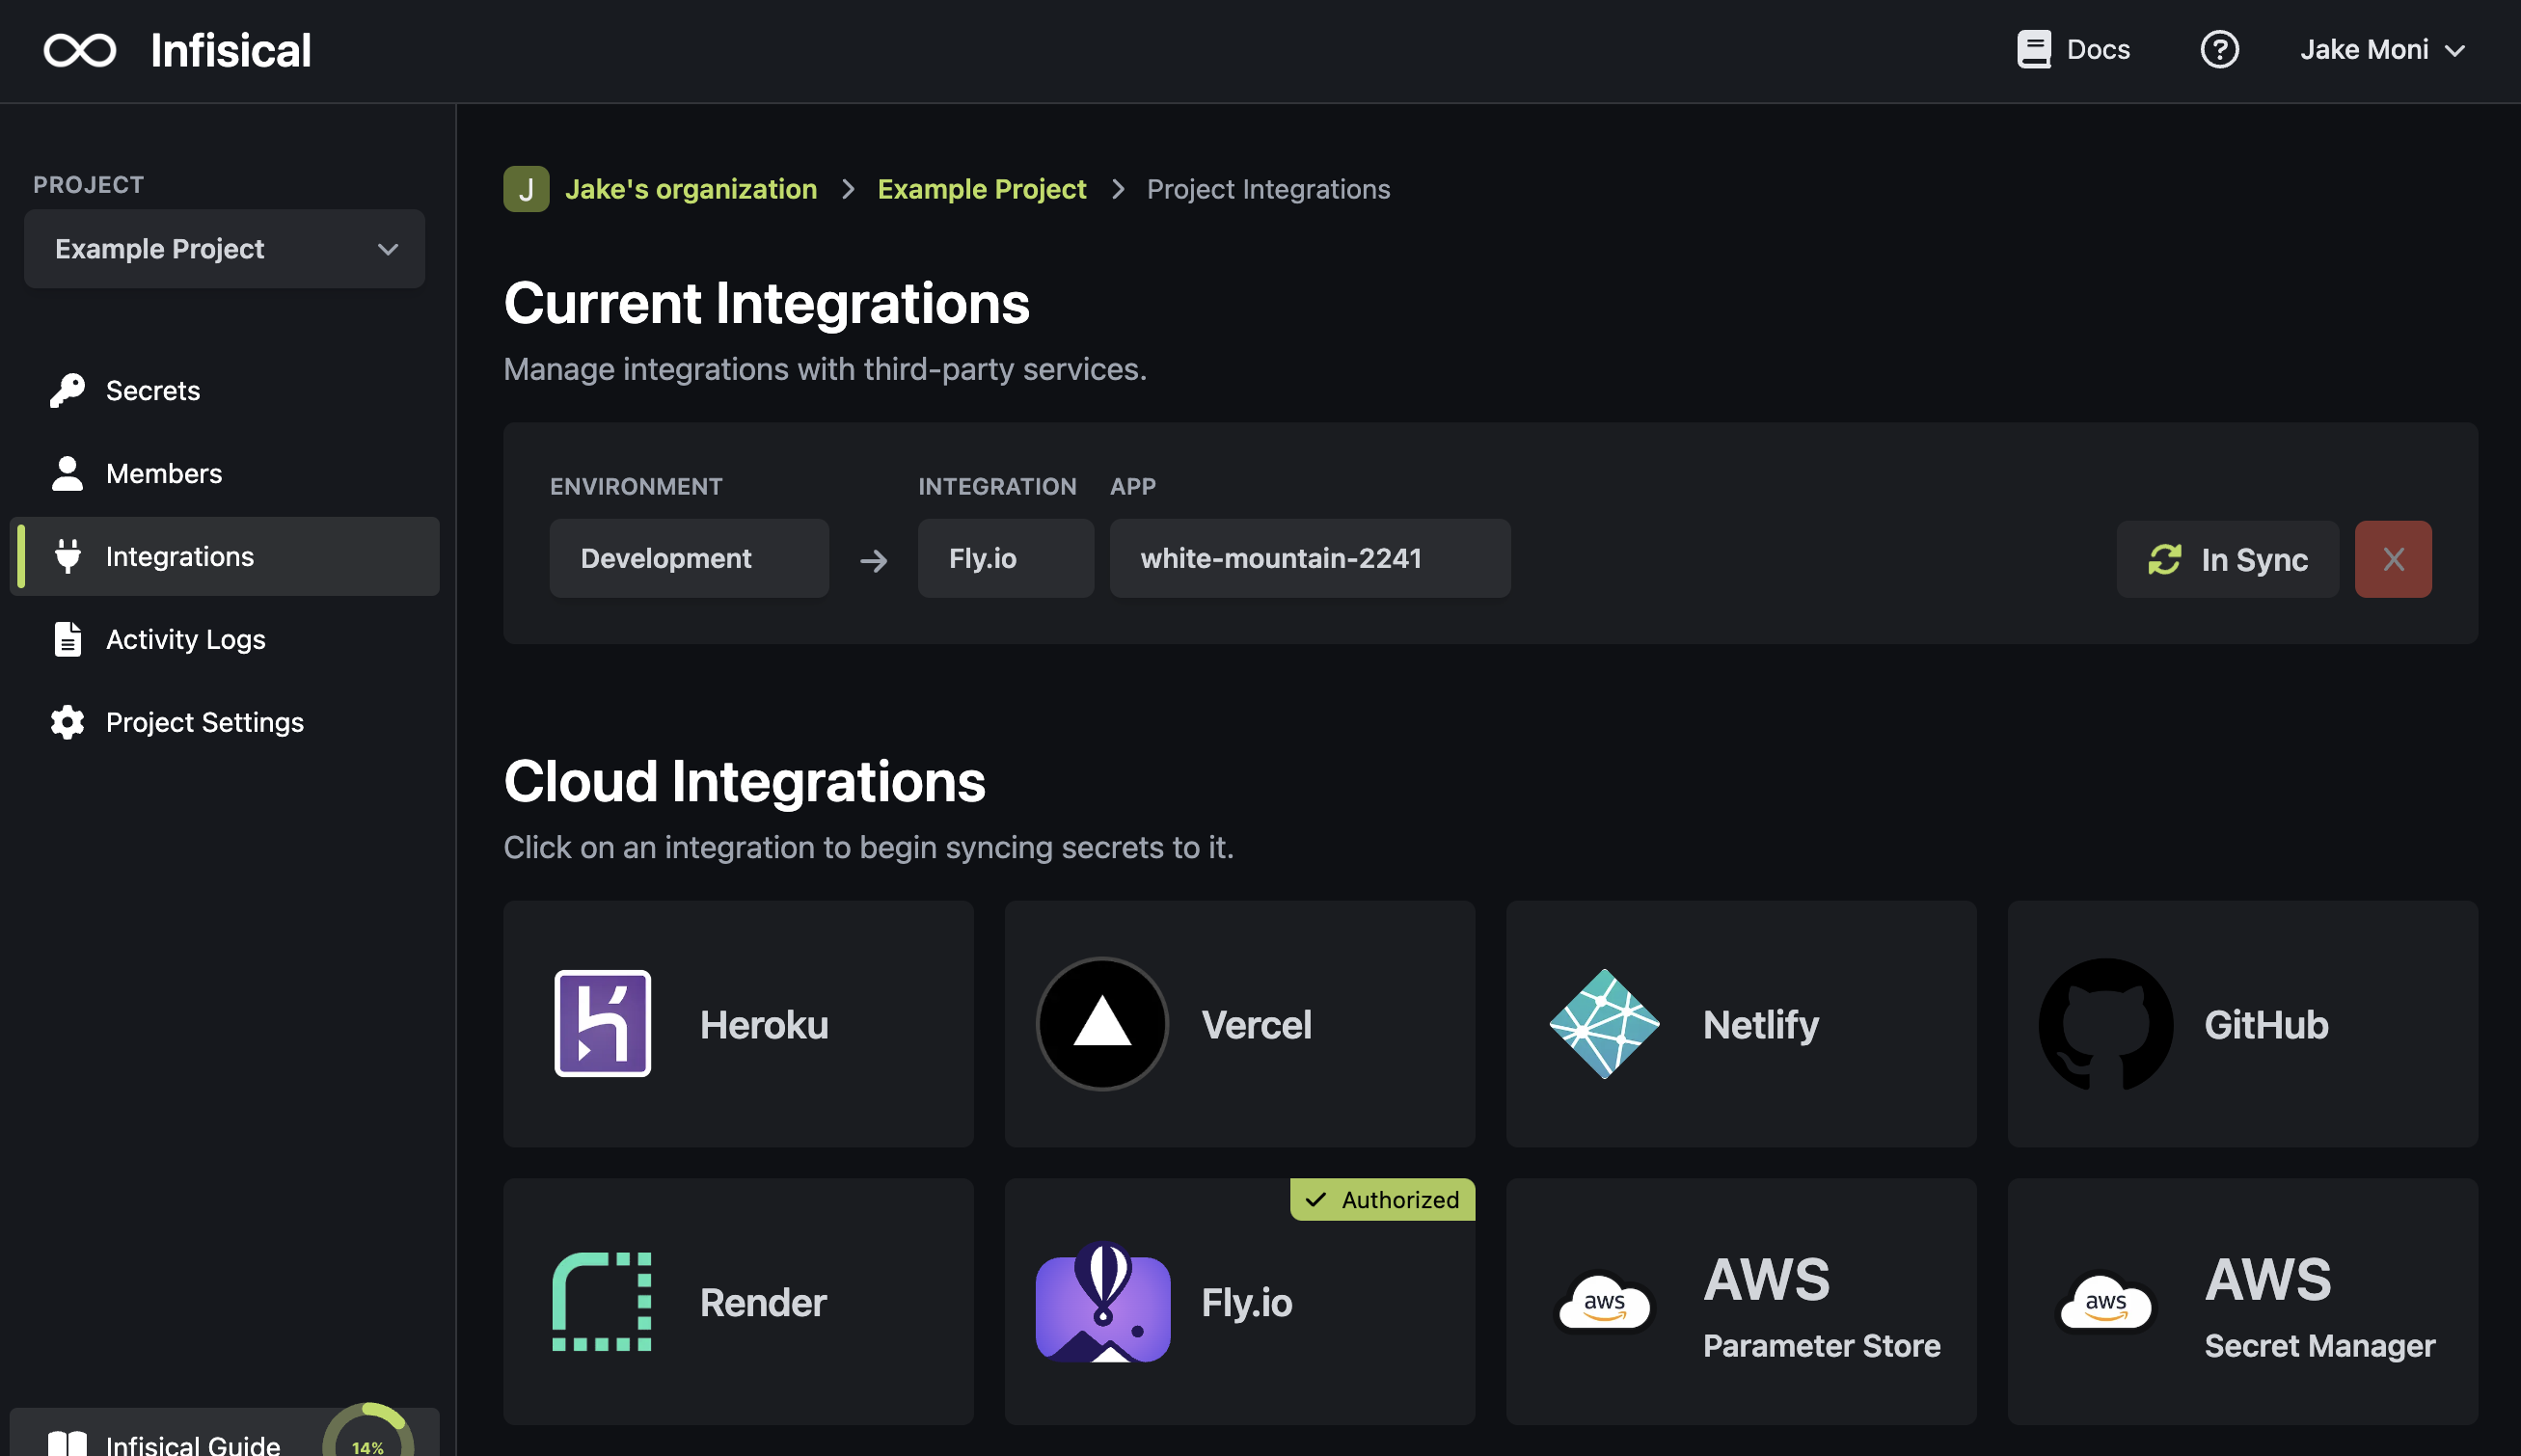 Infisical
Docs
Jake Moni
PROJECT
Example Project
Secrets
Members
Integrations
Activity Logs
Project Settings
Infisical Guide
14%
J Jake's organization > Example Project > Project Integrations
Current Integrations
Manage integrations with third-party services.
ENVIRONMENT INTEGRATION APP
Development → Fly.io white-mountain-2241 In Sync X
Cloud Integrations
Click on an integration to begin syncing secrets to it.
Heroku
Vercel
Netlify
GitHub
Render
Authorized
Fly.io
aws
AWS
Parameter Store
aws
AWS
Secret Manager